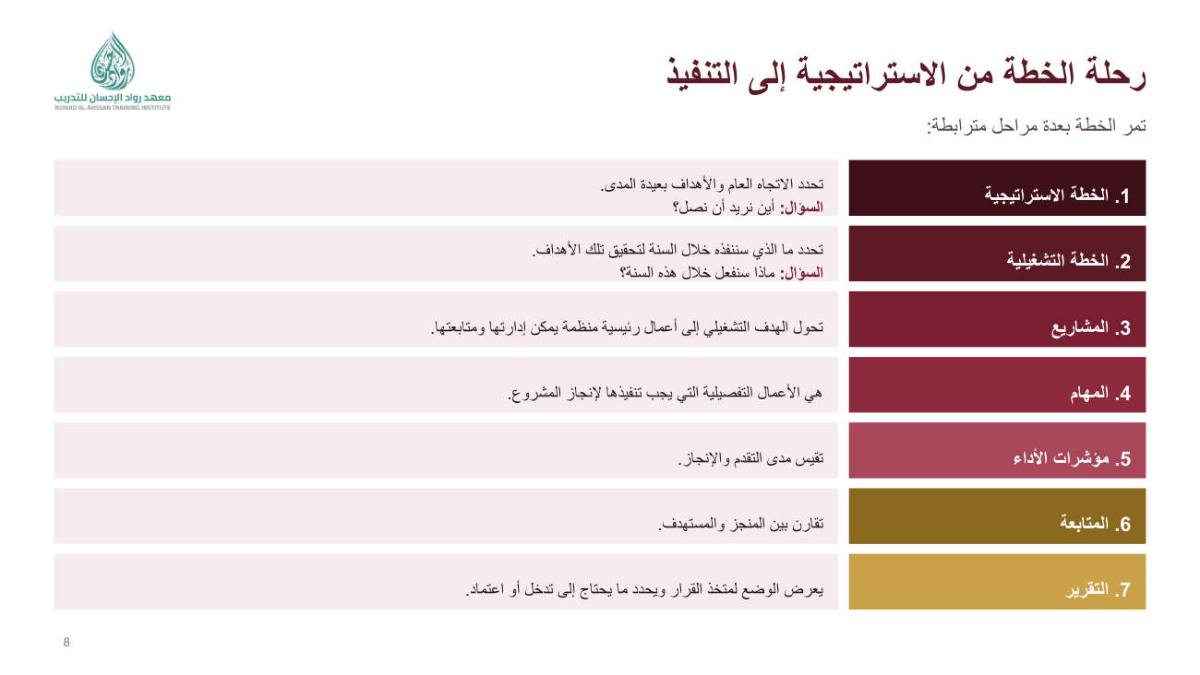 معهد رواد الإحسان للتدريب
RUWAD AL-AHSSAN TRAINING INSTITUTE
رحلة الخطة من الاستراتيجية إلى التنفيذ
تمر الخطة بعدة مراحل مترابطة:
1. الخطة الاستراتيجية
تحدد الاتجاه العام والأهداف بعيدة المدى.
السؤال: أين نريد أن نصل؟
2. الخطة التشغيلية
تحدد ما الذي سننفذه خلال السنة لتحقيق تلك الأهداف.
السؤال: ماذا سنفعل خلال هذه السنة؟
3. المشاريع
تحول الهدف التشغيلي إلى أعمال رئيسية منظمة يمكن إدارتها ومتابعتها.
4. المهام
هي الأعمال التفصيلية التي يجب تنفيذها لإنجاز المشروع.
5. مؤشرات الأداء
تقيس مدى التقدم والإنجاز.
6. المتابعة
تقارن بين المنجز والمستهدف.
7. التقرير
يعرض الوضع لمتخذ القرار ويحدد ما يحتاج إلى تدخل أو اعتماد.
8